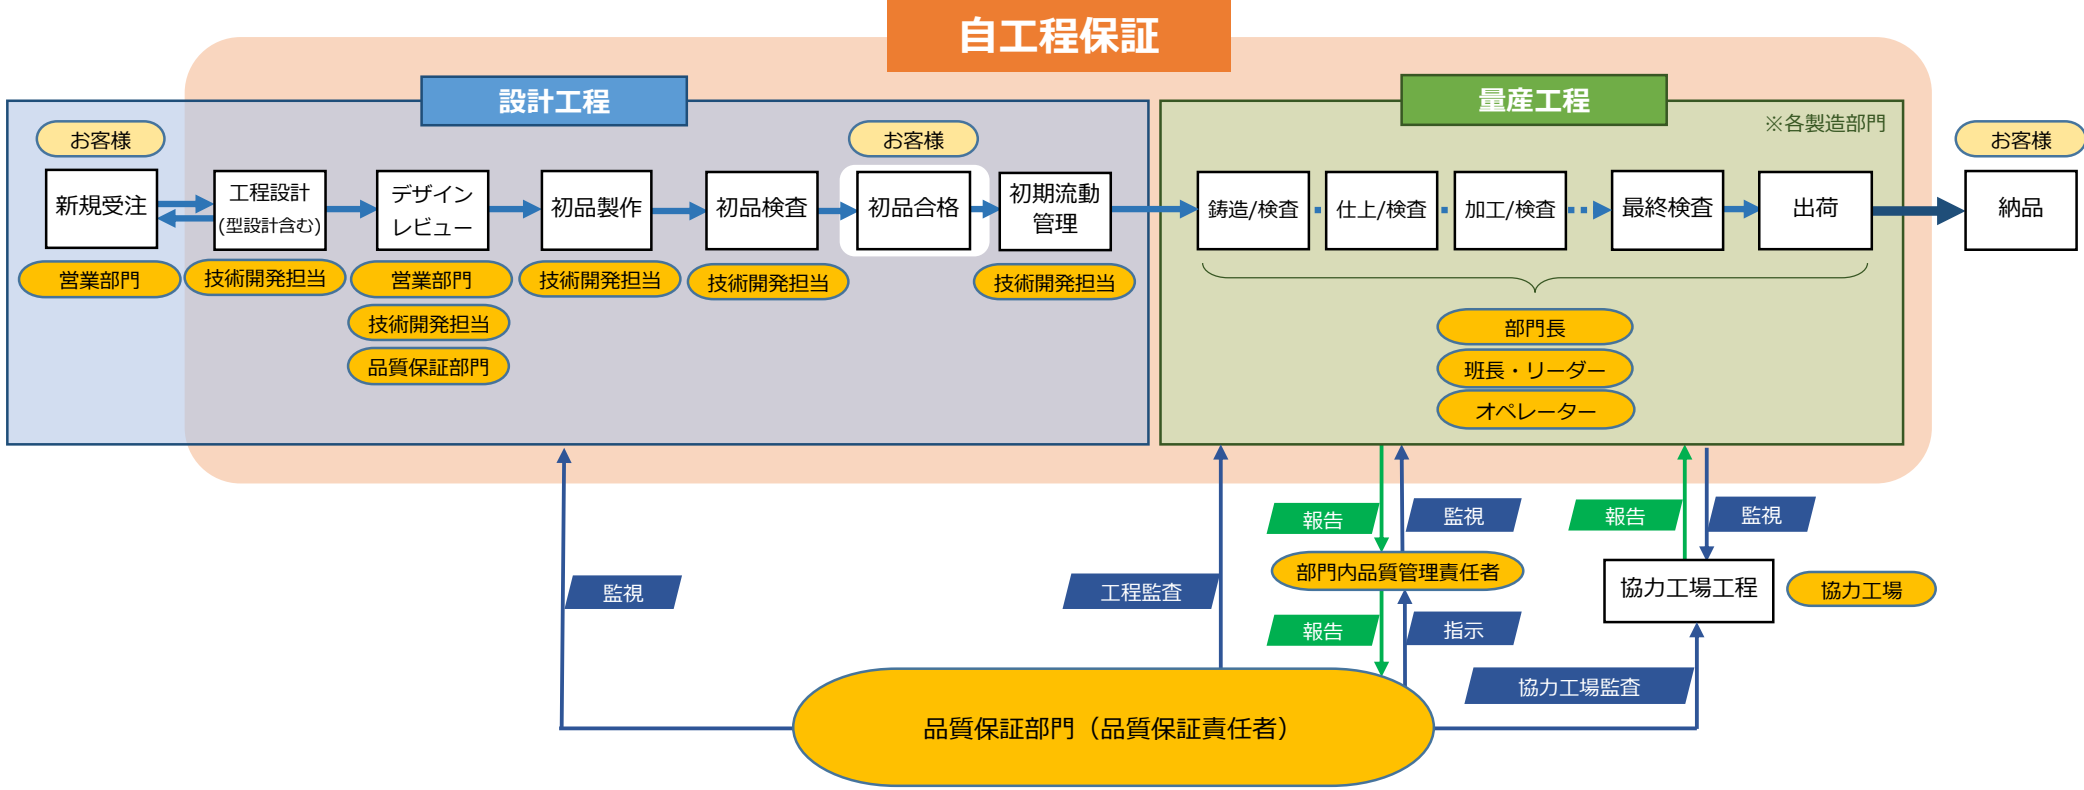 自工程保証
設計工程
量産工程
※各製造部門
お客様
お客様
お客様
新規受注
工程設計
(型設計含む)
デザイン
レビュー
初品製作
初品検査
初品合格
初期流動
管理
鋳造/検査
仕上/検査
加工/検査
最終検査
出荷
納品
営業部門
技術開発担当
営業部門
技術開発担当
品質保証部門
技術開発担当
技術開発担当
技術開発担当
部門長
班長・リーダー
オペレーター
報告
監視
報告
監視
部門内品質管理責任者
協力工場工程
協力工場
監視
工程監査
報告
指示
協力工場監査
品質保証部門（品質保証責任者）